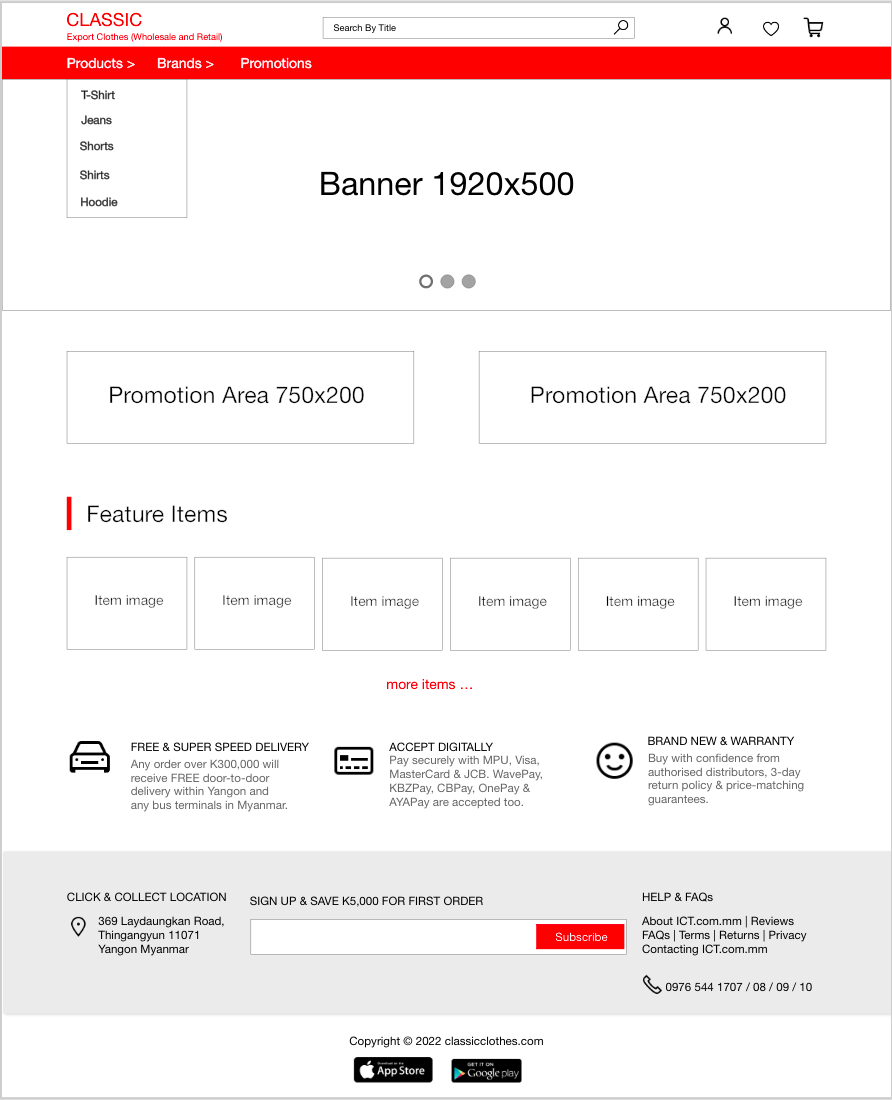 CLASSIC
Export Clothes (Wholesale and Retail)
Search By Title
Products > Brands > Promotions
T-Shirt
Jeans
Shorts
Shirts
Hoodie
Banner 1920x500
Promotion Area 750x200
Promotion Area 750x200
Feature Items
Item image
Item image
Item image
Item image
Item image
Item image
more items ...
FREE & SUPER SPEED DELIVERY
Any order over K300,000 will
receive FREE door-to-door
delivery within Yangon and
any bus terminals in Myanmar.
ACCEPT DIGITALLY
Pay securely with MPU, Visa,
MasterCard & JCB. WavePay,
KBZPay, CBPay, OnePay &
AYAPay are accepted too.
BRAND NEW & WARRANTY
Buy with confidence from
authorised distributors, 3-day
return policy & price-matching
guarantees.
CLICK & COLLECT LOCATION
369 Laydaungkan Road,
Thingangyun 11071
Yangon Myanmar
SIGN UP & SAVE K5,000 FOR FIRST ORDER
Subscribe
HELP & FAQs
About ICT.com.mm | Reviews
FAQs | Terms | Returns | Privacy
Contacting ICT.com.mm
0976 544 1707 / 08 / 09 / 10
Copyright © 2022 classicclothes.com
Download on the
App Store
GET IT ON
Google play